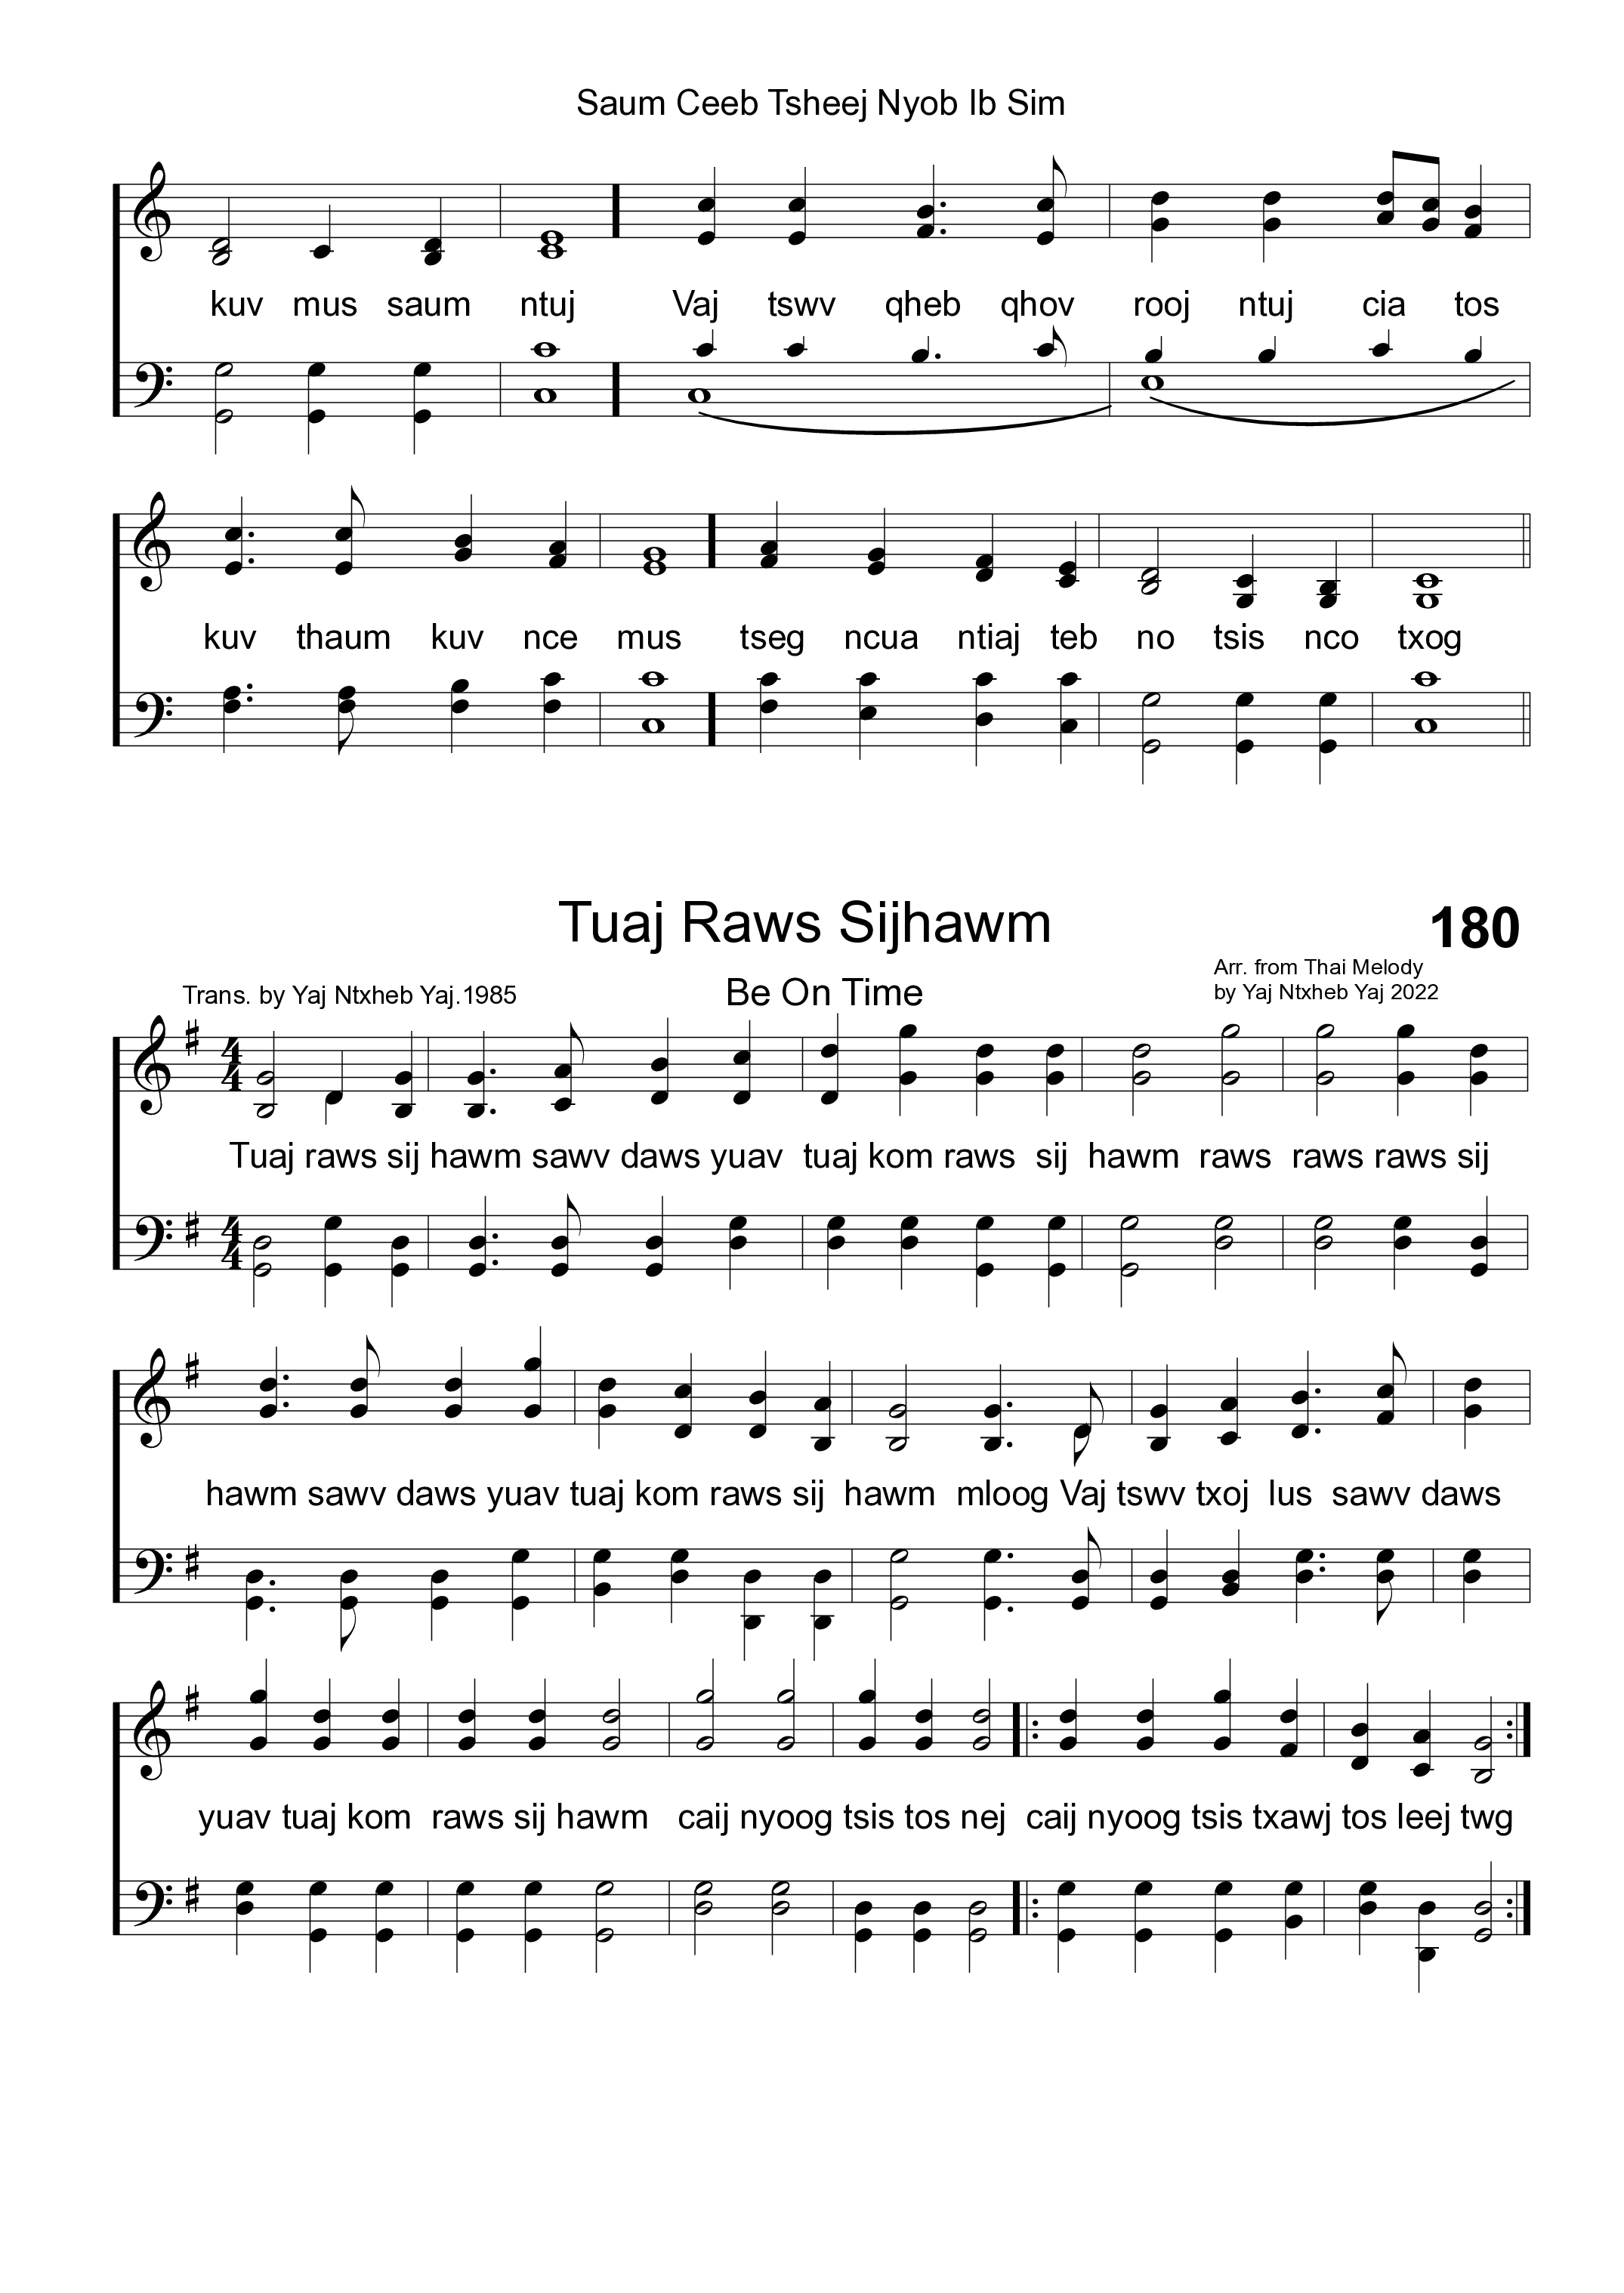 Saum Ceeb Tsheej Nyob Ib Sim
kuv mus saum ntuj Vaj tswv qheb qhov rooj ntuj cia tos
kuv thaum kuv nce mus tseg ncua ntiaj teb no tsis nco txog
Tuaj Raws Sijhawm
180
Trans. by Yaj Ntxheb Yaj.1985
Be On Time
Arr. from Thai Melody
by Yaj Ntxheb Yaj 2022
4
4
Tuaj raws sij hawm sawv daws yuav tuaj kom raws sij hawm raws raws raws sij
4
4
hawm sawv daws yuav tuaj kom raws sij hawm mloog Vaj tswv txoj lus sawv daws
yuav tuaj kom raws sij hawm caij nyoog tsis tos nej caij nyoog tsis txawj tos leej twg